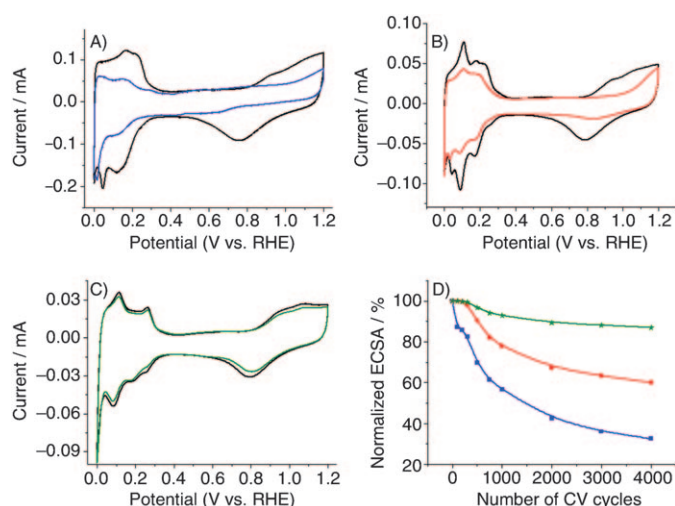 A)
Current / mA
0.1
0.0
−0.1
−0.2
0.0 0.2 0.4 0.6 0.8 1.0 1.2
Potential (V vs. RHE)
B)
Current / mA
0.10
0.05
0.00
−0.05
−0.10
0.0 0.2 0.4 0.6 0.8 1.0 1.2
Potential (V vs. RHE)
C)
Current / mA
0.03
0.00
−0.03
−0.06
−0.09
0.0 0.2 0.4 0.6 0.8 1.0 1.2
Potential (V vs. RHE)
D)
Normalized ECSA / %
100
80
60
40
20
0 1000 2000 3000 4000
Number of CV cycles